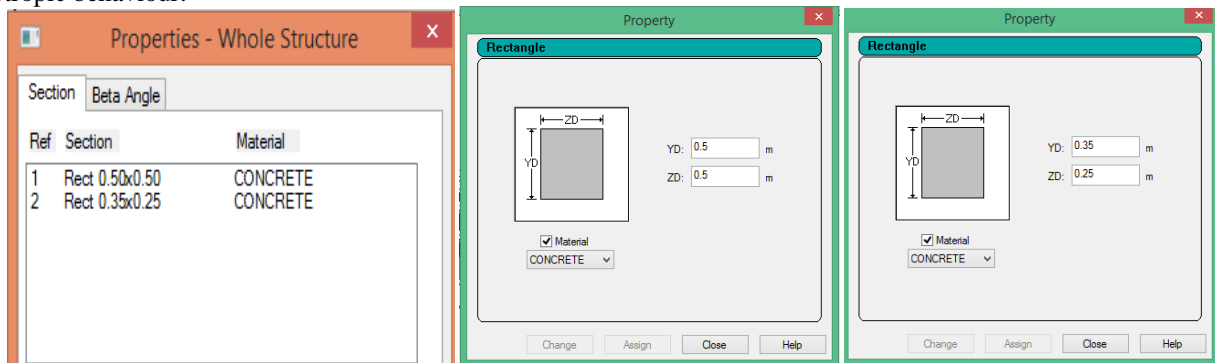 tropic behaviour.
Properties - Whole Structure
x
Section Beta Angle
Ref Section Material
1 Rect 0.50x0.50 CONCRETE
2 Rect 0.35x0.25 CONCRETE
Property
×
Rectangle
ZD
YD
YD: 0.5 m
ZD: 0.5 m
Material
CONCRETE
Change Assign Close Help
Property
×
Rectangle
ZD
YD
YD: 0.35 m
ZD: 0.25 m
Material
CONCRETE
Change Assign Close Help